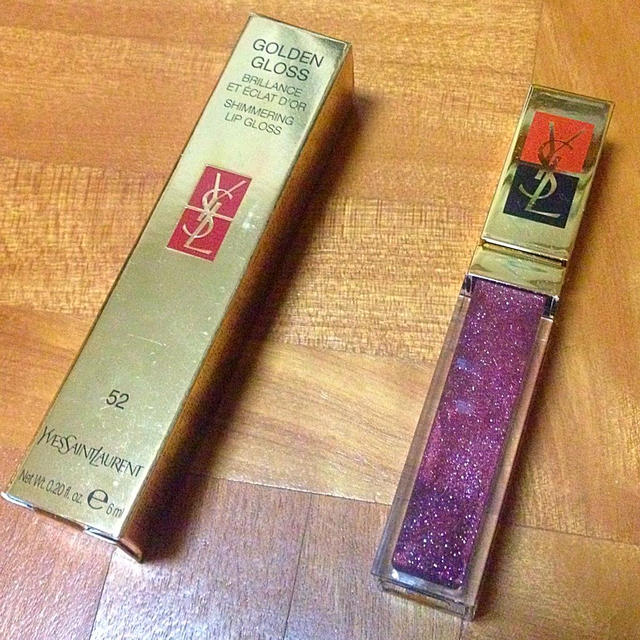 GOLDEN
GLOSS
BRILLANCE
ET ÉCLAT D'OR
SHIMMERING
LIP GLOSS
YSL
52
YVESSAINTLAURENT
Net Wt. 0.20 fl. oz. e 6 ml
YSL